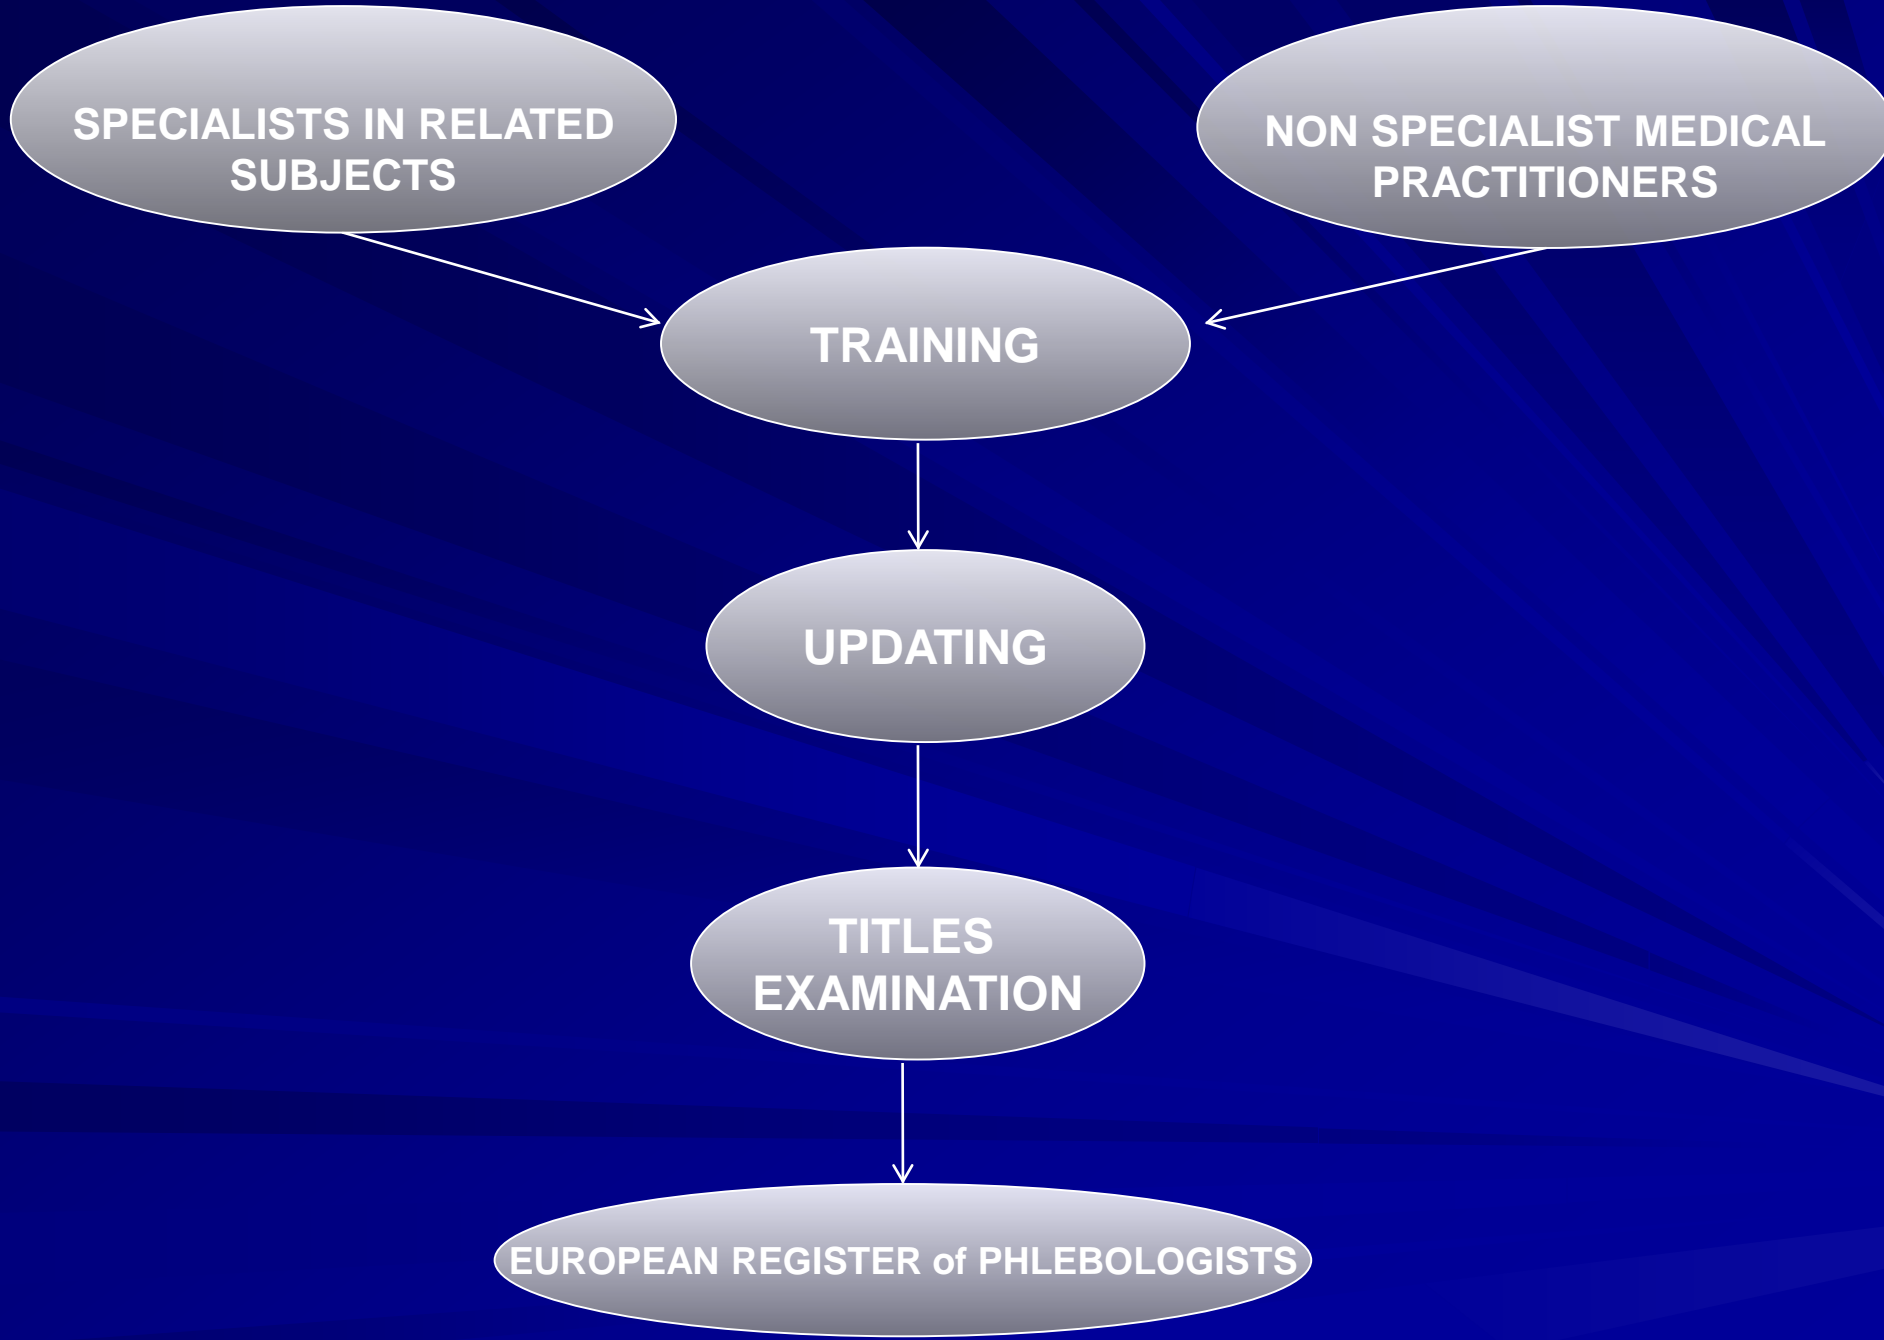 SPECIALISTS IN RELATED
SUBJECTS
NON SPECIALIST MEDICAL
PRACTITIONERS
TRAINING
UPDATING
TITLES
EXAMINATION
EUROPEAN REGISTER of PHLEBOLOGISTS